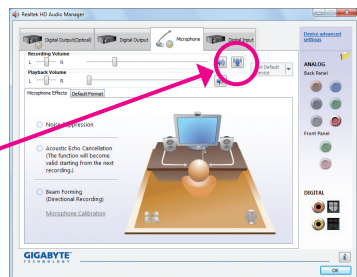 Realtek HD Audio Manager
Digital Output(Optical)
Digital Output
Microphone
Digital Input
Device advanced
settings
Recording Volume
L
R
Playback Volume
L
R
Default
Device
ANALOG
Back Panel
Microphone Effects
Default Format
Noise Suppression
Acoustic Echo Cancellation
(The function will become
valid starting from the next
recording.)
Beam Forming
(Directional Recording)
Microphone Calibration
Front Panel
DIGITAL
GIGABYTE
TECHNOLOGY
OK